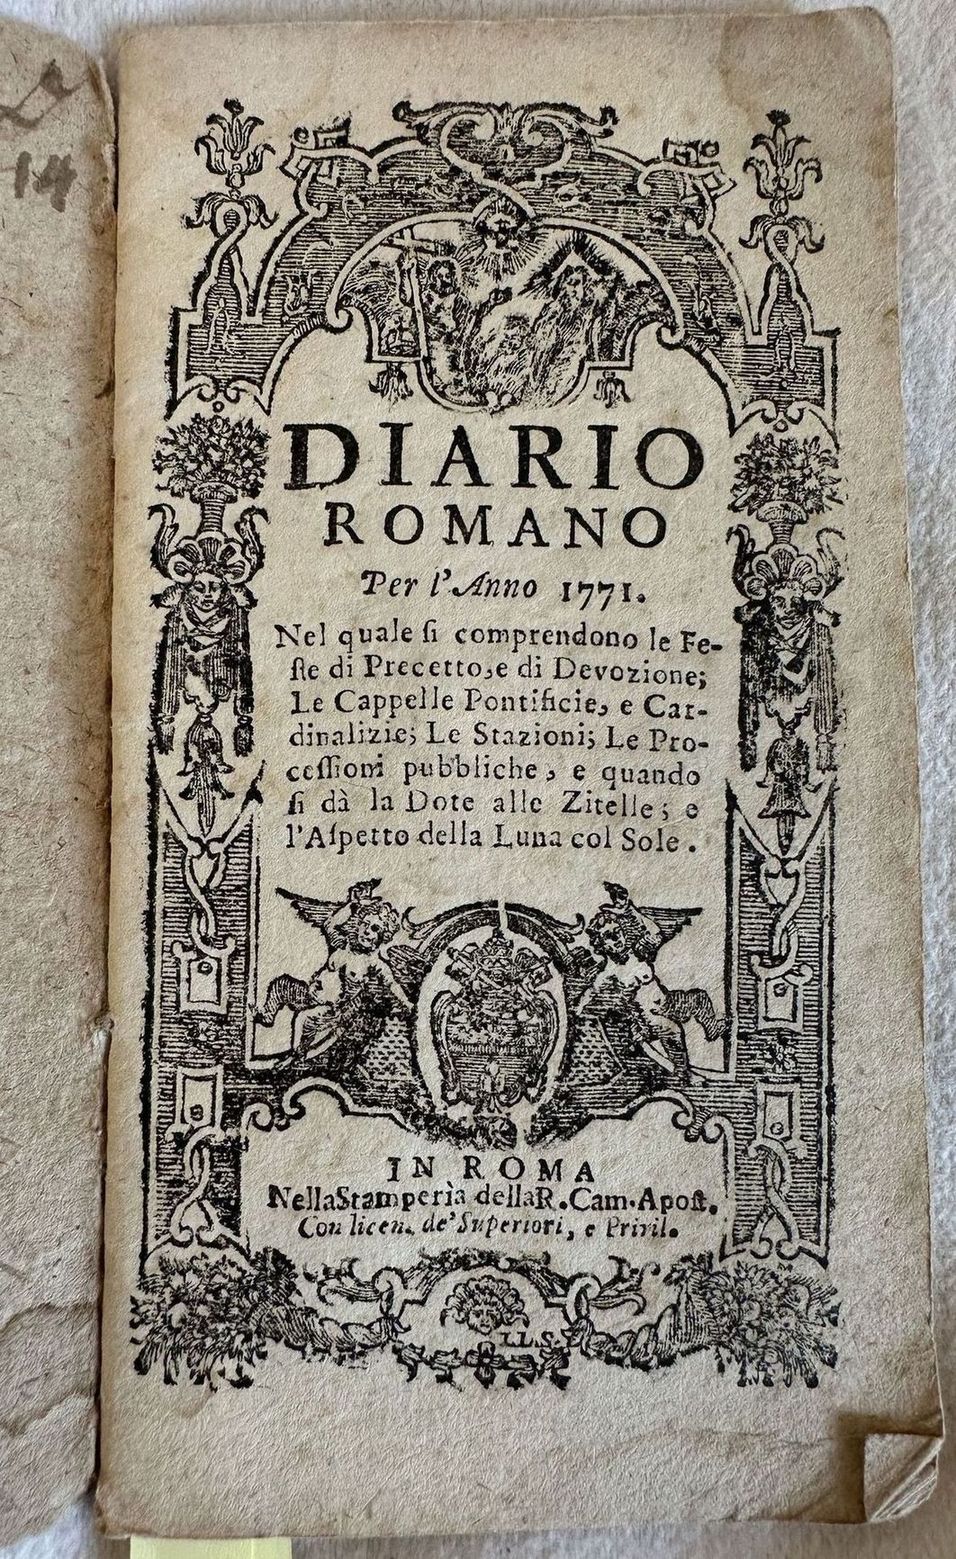 14
DIARIO
ROMANO
Per l'Anno 1771.
Nel quale ſi comprendono le Fe-
ſte di Precetto, e di Devozione;
Le Cappelle Pontificie, e Car-
dinalizie; Le Stazioni; Le Pro-
ceſſioni pubbliche, e quando
ſi dà la Dote alle Zitelle; e
l'Aſpetto della Luna col Sole.
IN ROMA
Nella Stamperia della R. Cam. Apoſt.
Con licen. de' Superiori, e Privil.
I.L.S.